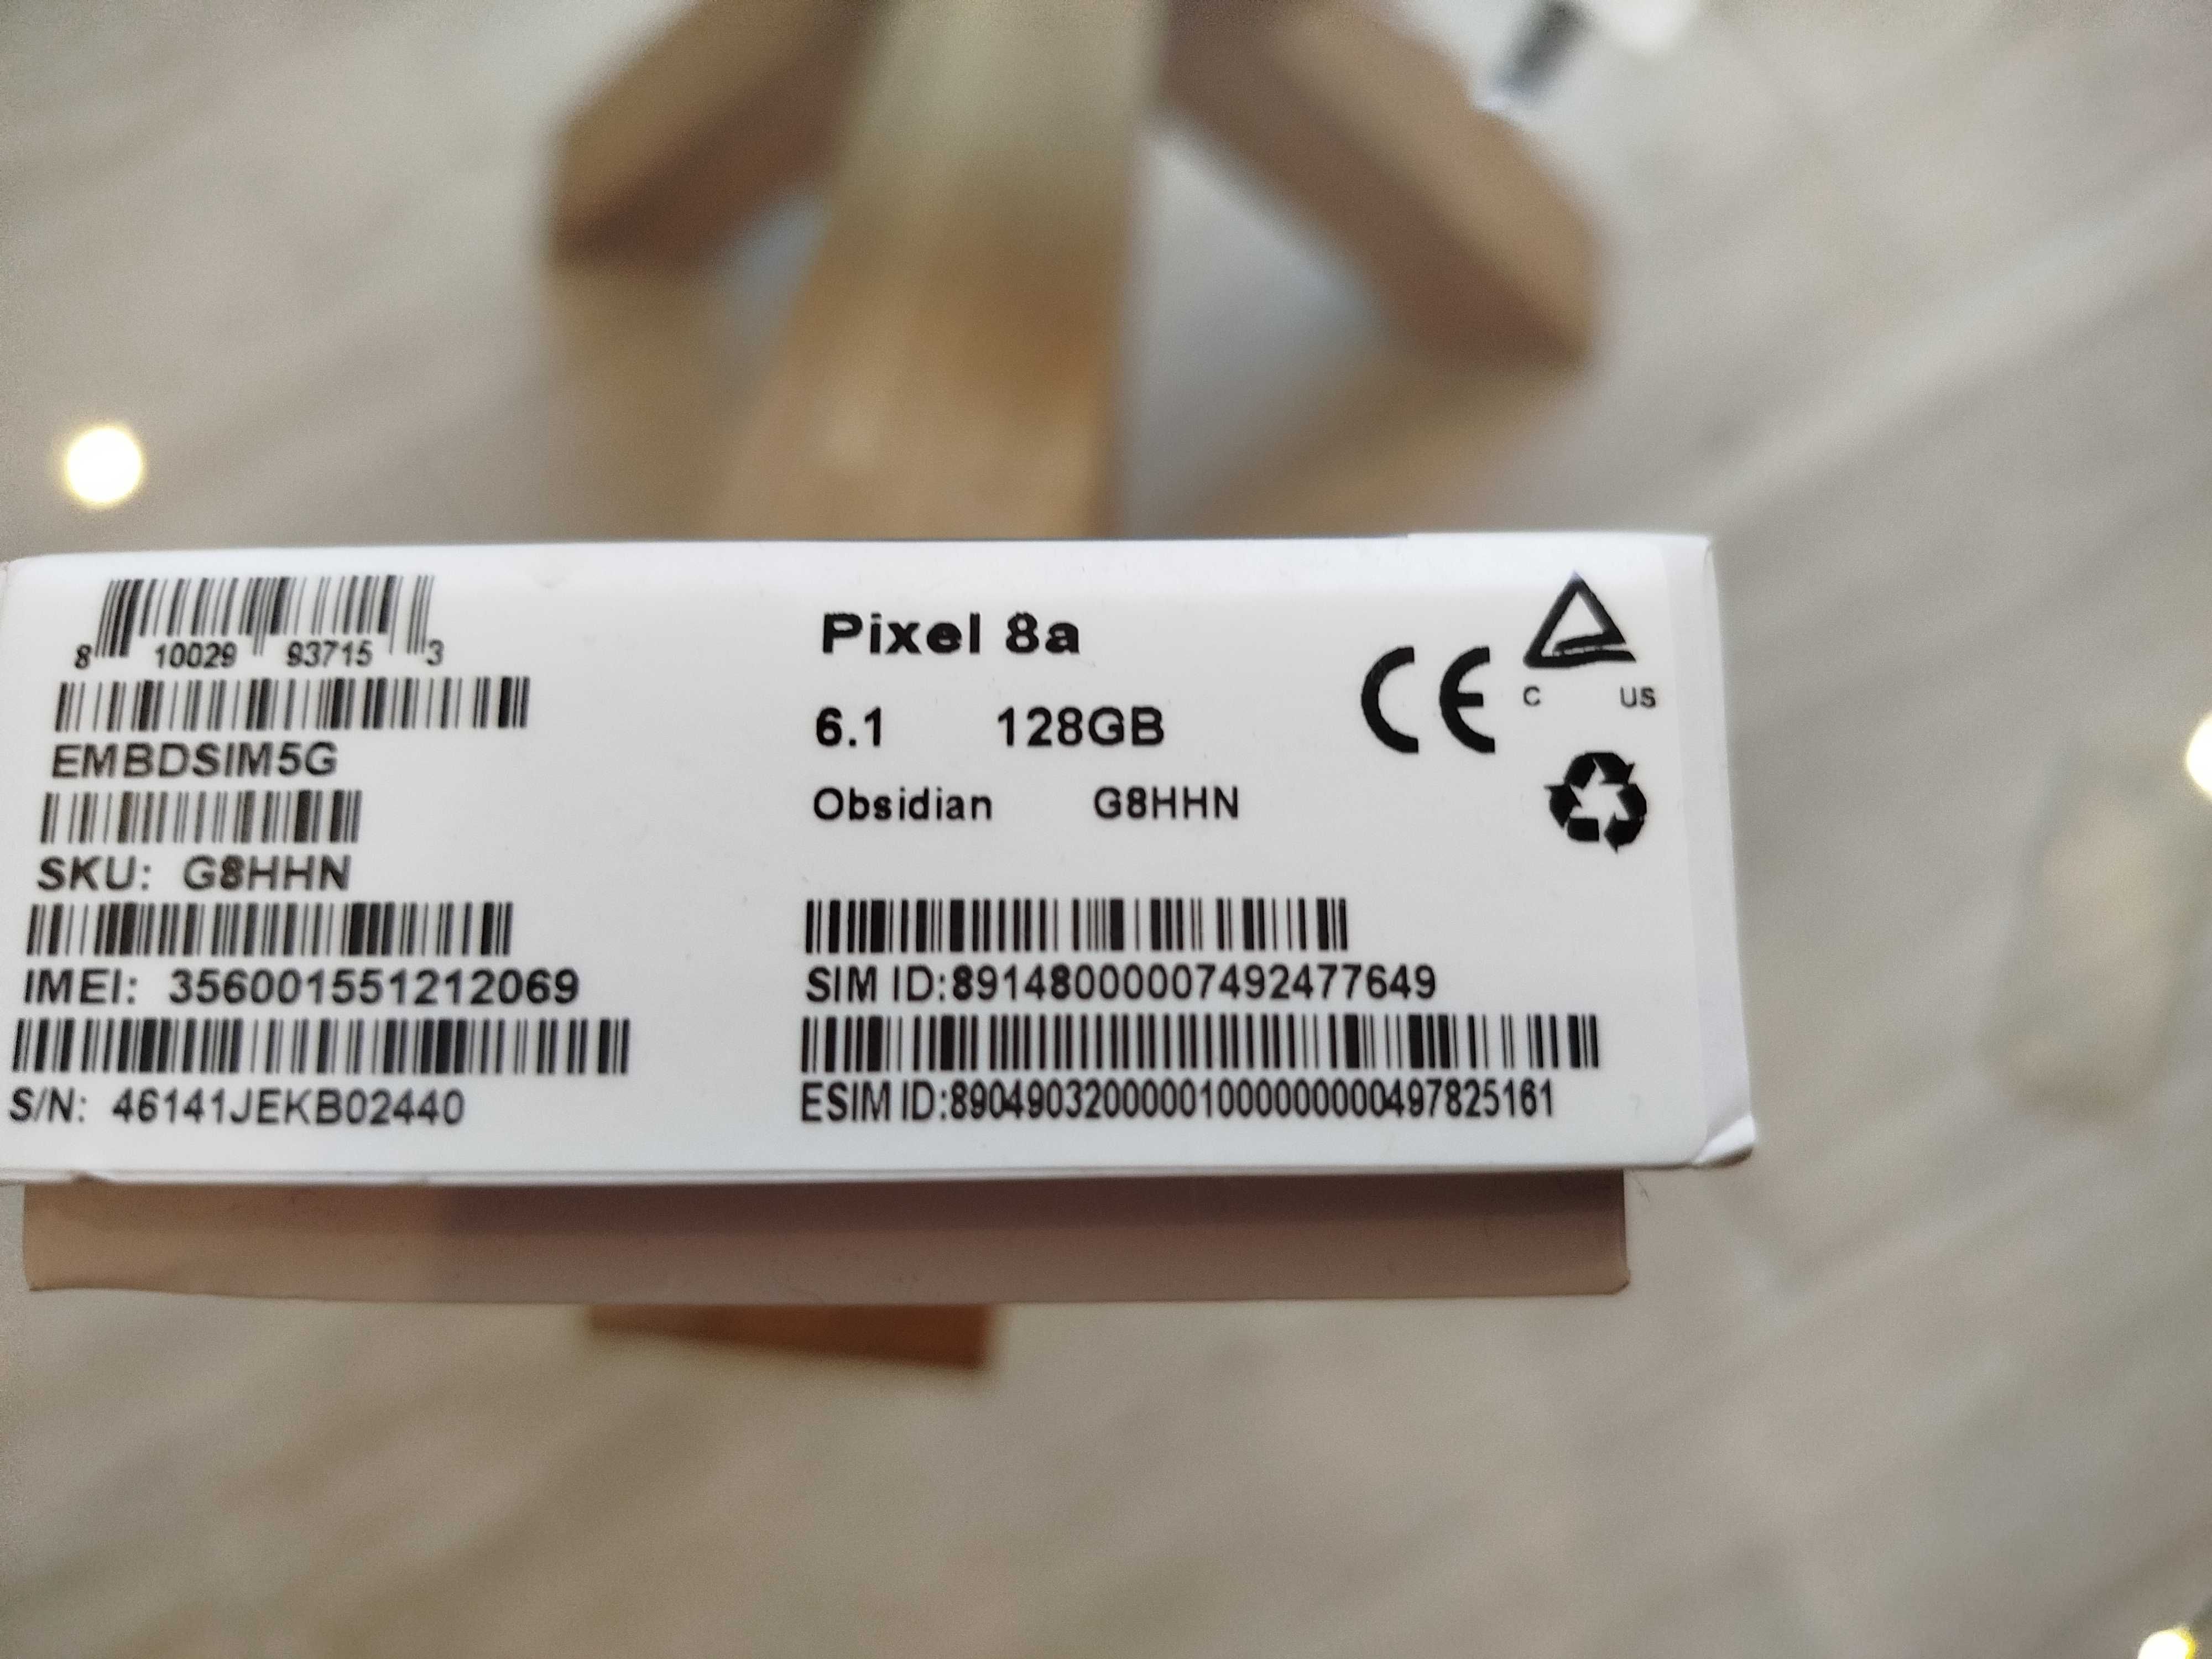 8 10029 93715 3
EMBDSIM5G
SKU: G8HHN
IMEI: 356001551212069
S/N: 46141JEKB02440
Pixel 8a
6.1 128GB
Obsidian G8HHN
SIM ID:89148000007492477649
ESIM ID:89049032000001000000000497825161
CE
C US